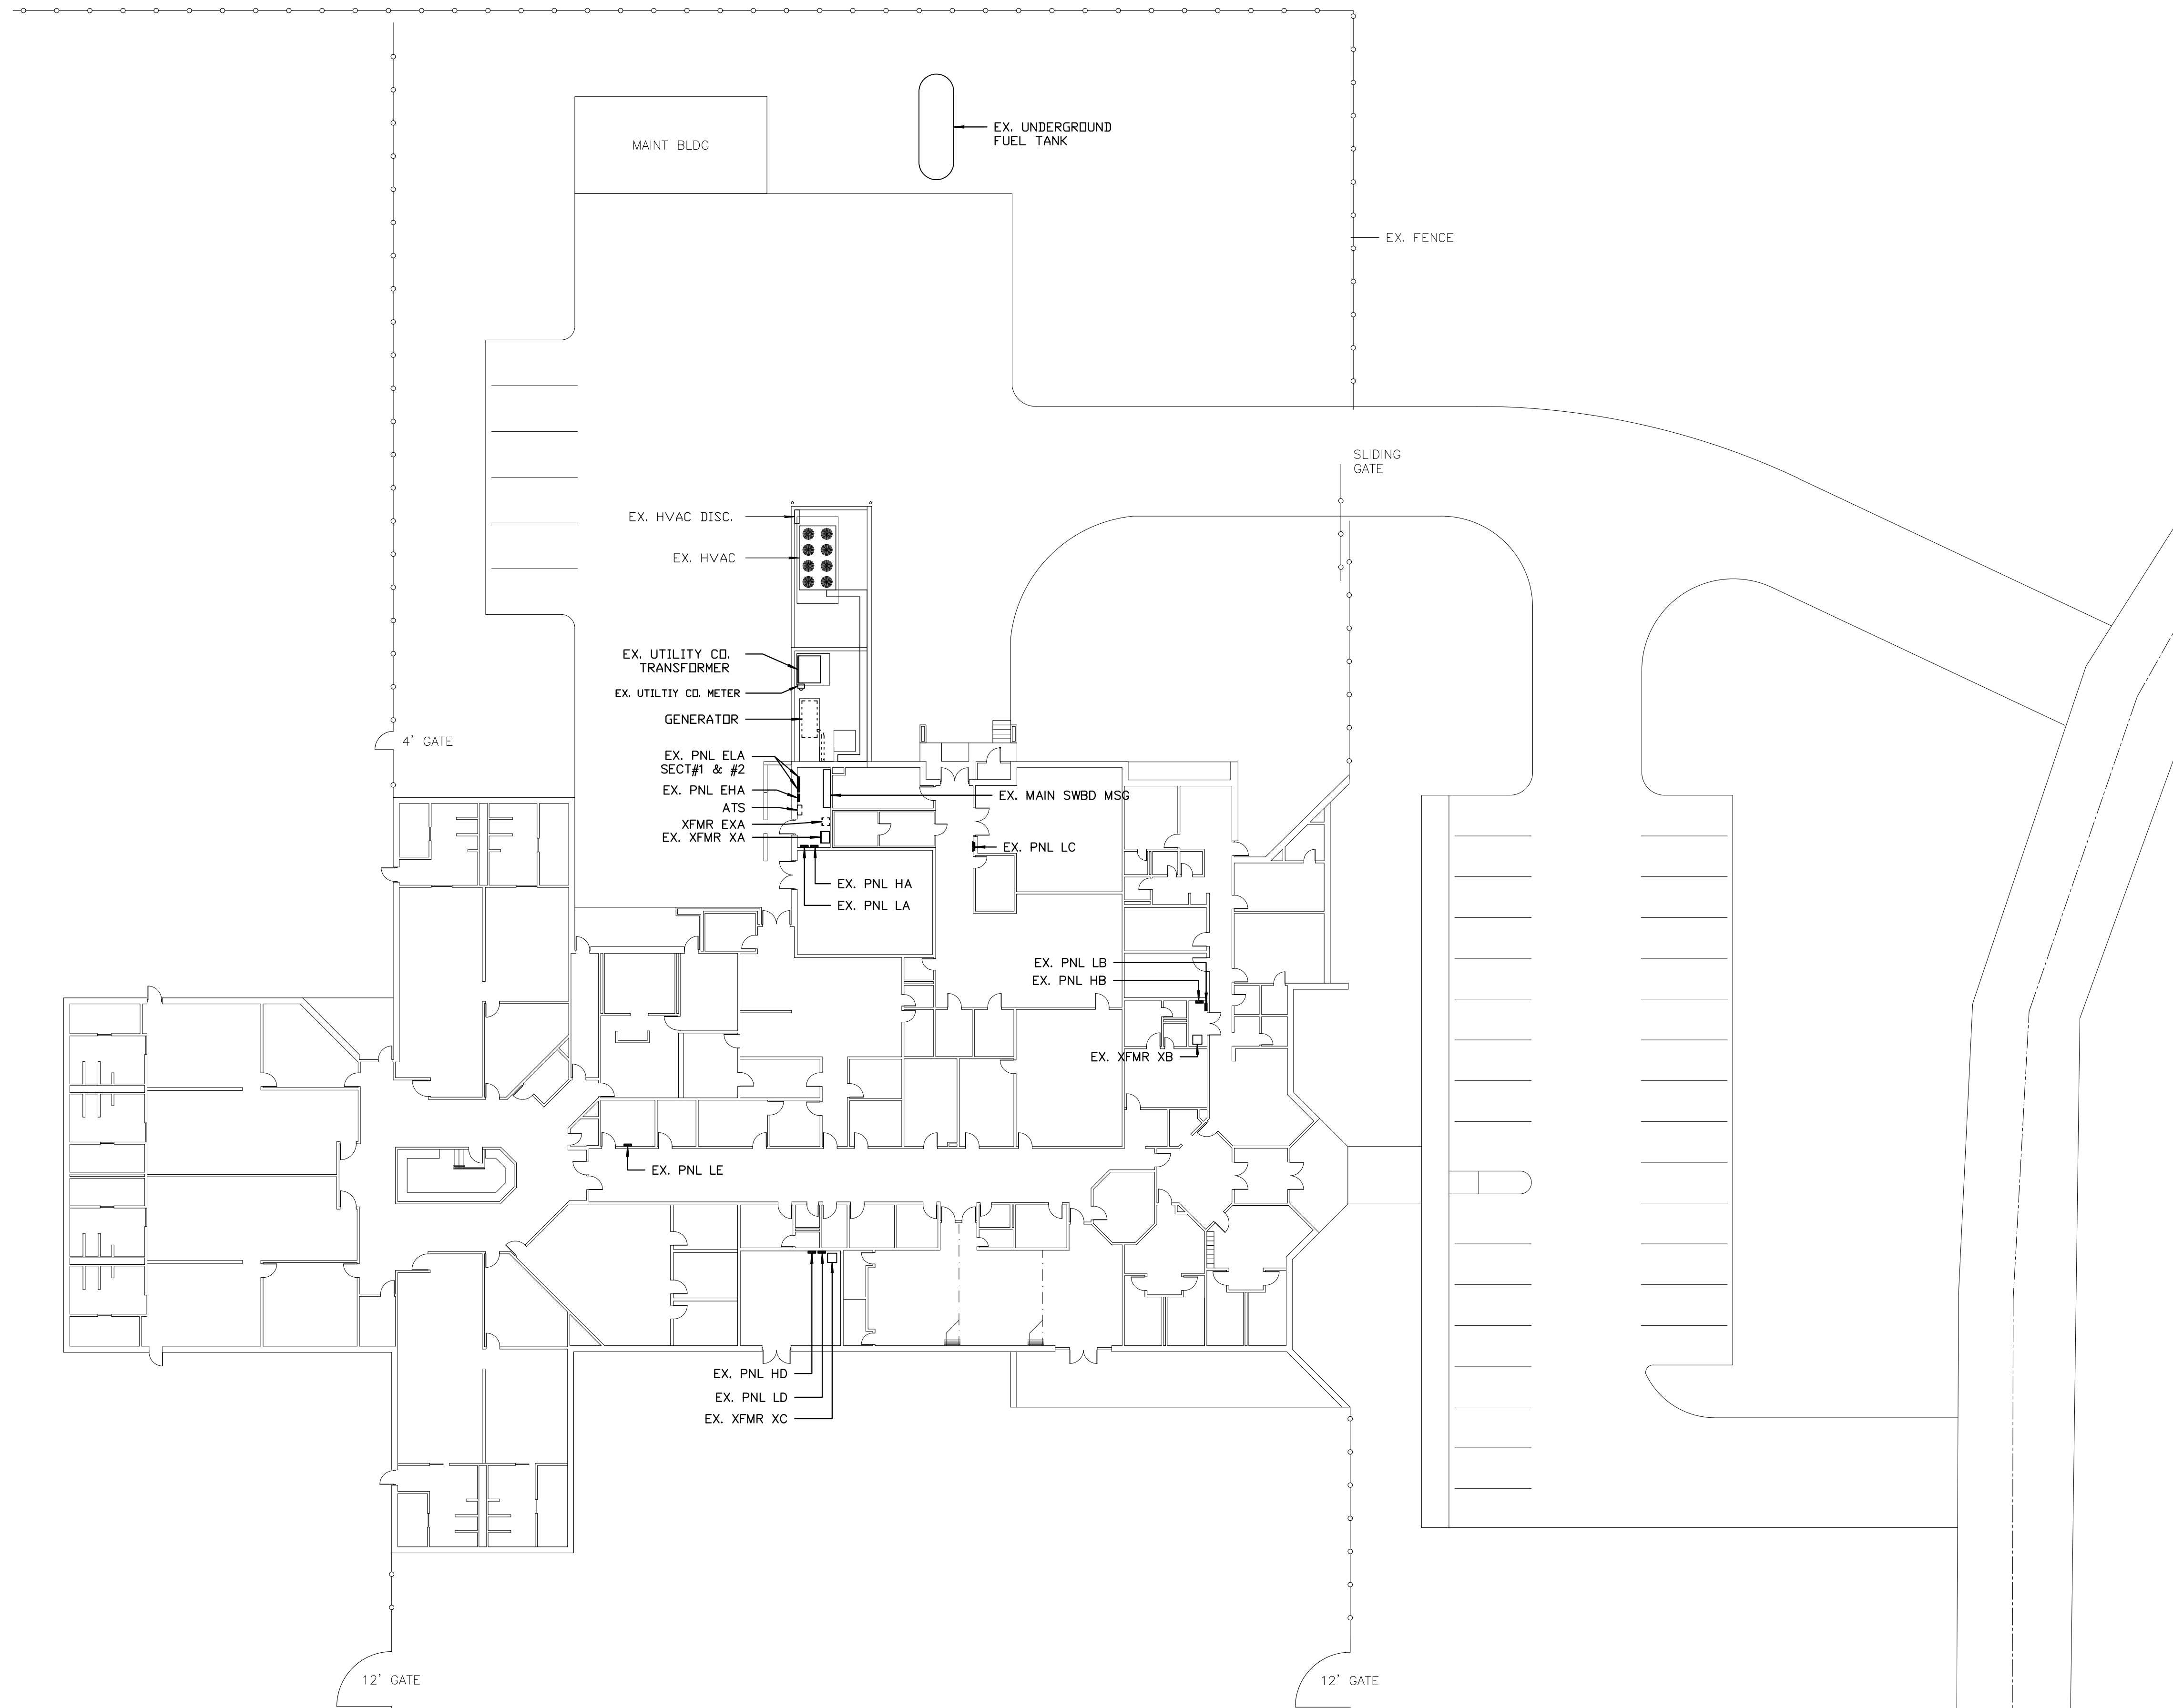 EX. UNDERGROUND
FUEL TANK
MAINT BLDG
EX. FENCE
SLIDING
GATE
EX. HVAC DISC.
EX. HVAC
EX. UTILITY CO.
TRANSFORMER
EX. UTILTIY CO. METER
GENERATOR
4' GATE
EX. PNL ELA
SECT#1 & #2
EX. PNL EHA
EX. MAIN SWBD MSG
ATS
XFMR EXA
EX. XFMR XA
EX. PNL LC
EX. PNL HA
EX. PNL LA
EX. PNL LB
EX. PNL HB
EX. XFMR XB
EX. PNL LE
EX. PNL HD
EX. PNL LD
EX. XFMR XC
12' GATE
12' GATE